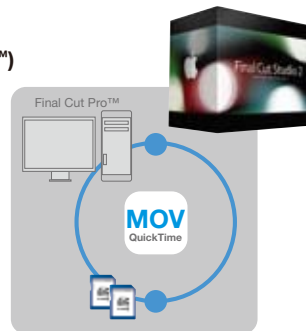 ™)
Final Cut Studio 2
Final Cut Pro™
MOV
QuickTime